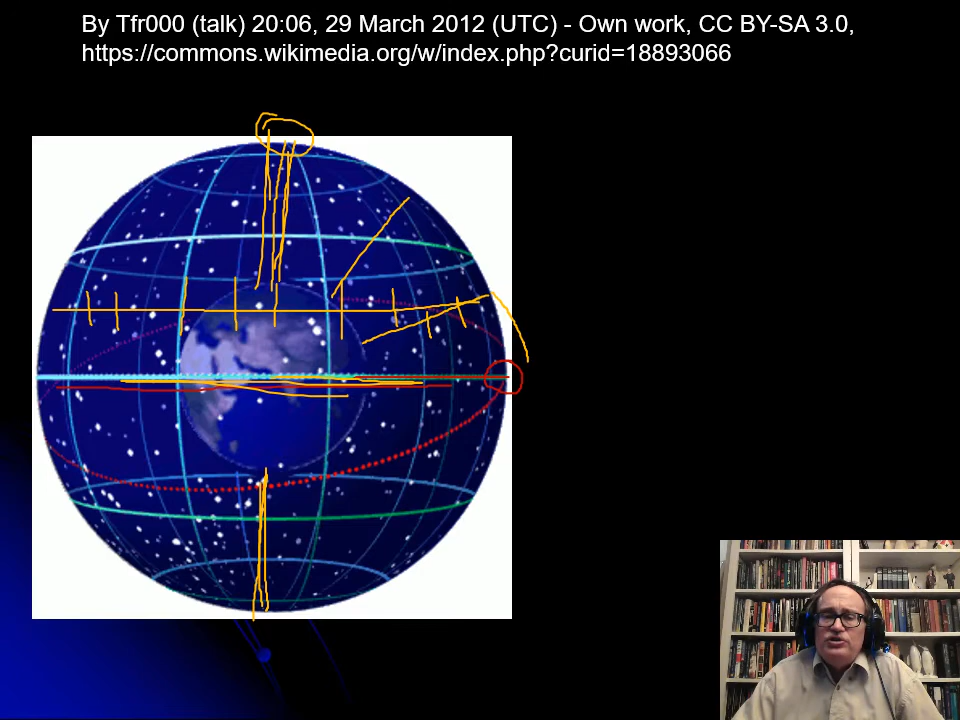 By Tfr000 (talk) 20:06, 29 March 2012 (UTC) - Own work, CC BY-SA 3.0,
https://commons.wikimedia.org/w/index.php?curid=18893066